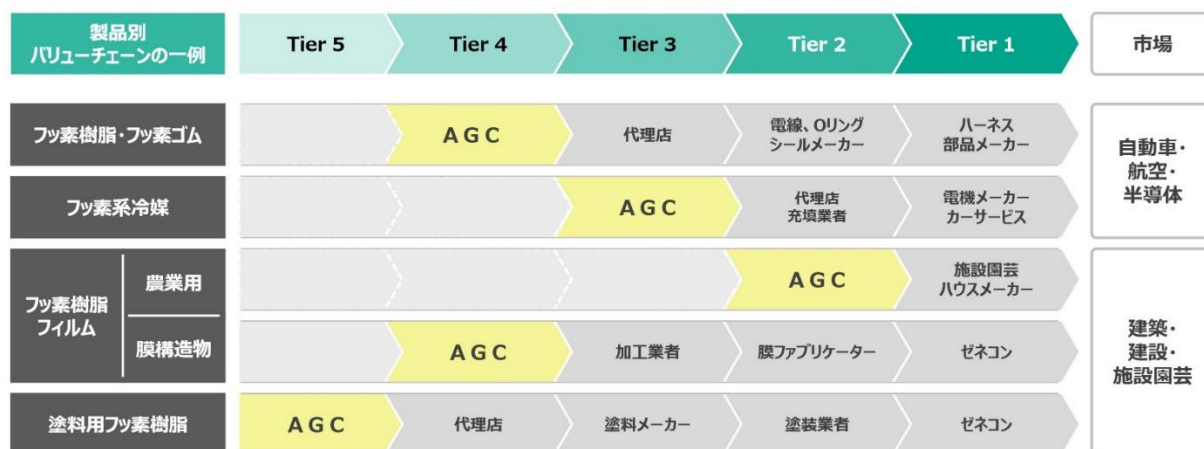 製品別
バリューチェーンの一例
Tier 5
Tier 4
Tier 3
Tier 2
Tier 1
市場
フッ素樹脂・フッ素ゴム
AGC
代理店
電線、Oリング
シールメーカー
ハーネス
部品メーカー
自動車・
航空・
半導体
フッ素系冷媒
AGC
代理店
充填業者
電機メーカー
カーサービス
フッ素樹脂
フィルム
農業用
AGC
施設園芸
ハウスメーカー
膜構造物
AGC
加工業者
膜ファブリケーター
ゼネコン
建築・
建設・
施設園芸
塗料用フッ素樹脂
AGC
代理店
塗料メーカー
塗装業者
ゼネコン